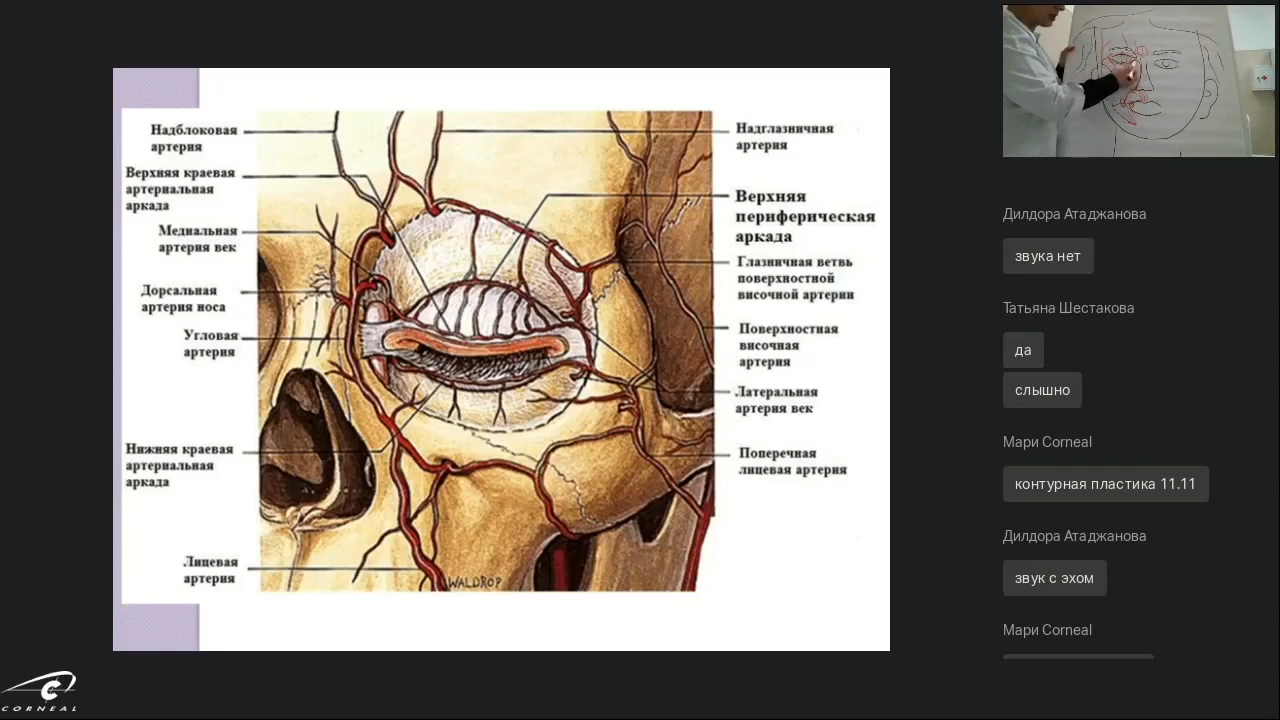 Надблоковая
артерия
Верхняя краевая
артериальная
аркада
Медиальная
артерия век
Дорсальная
артерия носа
Угловая
артерия
Нижняя краевая
артериальная
аркада
Лицевая
артерия
Надглазничная
артерия
Верхняя
периферическая
аркада
Глазничная ветвь
поверхностной
височной артерии
Поверхностная
височная
артерия
Латеральная
артерия век
Поперечная
лицевая артерия
WALDROP
CORNEAL
Дилдора Атаджанова
звука нет
Татьяна Шестакова
да
слышно
Мари Corneal
контурная пластика 11.11
Дилдора Атаджанова
звук с эхом
Мари Corneal